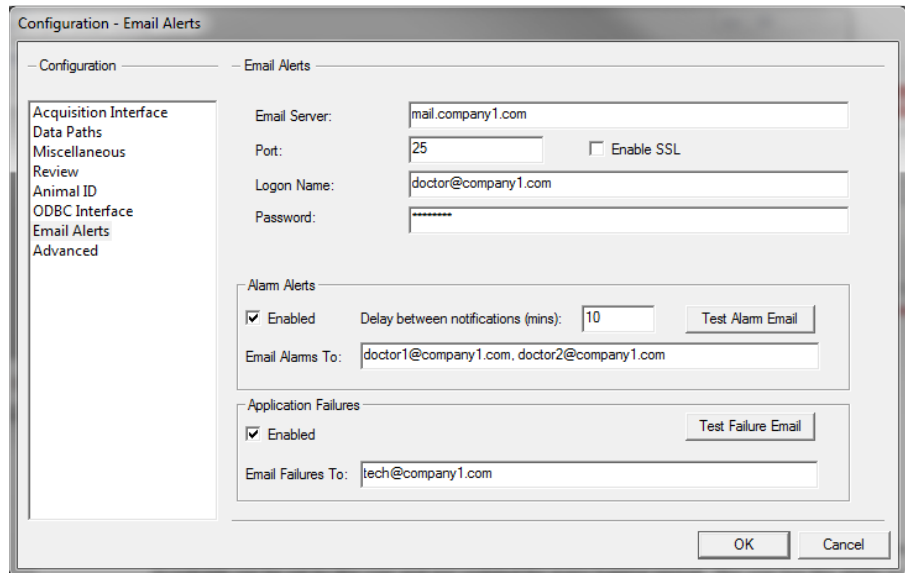 Configuration - Email Alerts
Configuration
Acquisition Interface
Data Paths
Miscellaneous
Review
Animal ID
ODBC Interface
Email Alerts
Advanced
Email Alerts
Email Server: mail.company1.com
Port: 25 Enable SSL
Logon Name: doctor@company1.com
Password: ********
Alarm Alerts
Enabled Delay between notifications (mins): 10 Test Alarm Email
Email Alarms To: doctor1@company1.com, doctor2@company1.com
Application Failures
Enabled Test Failure Email
Email Failures To: tech@company1.com
OK Cancel